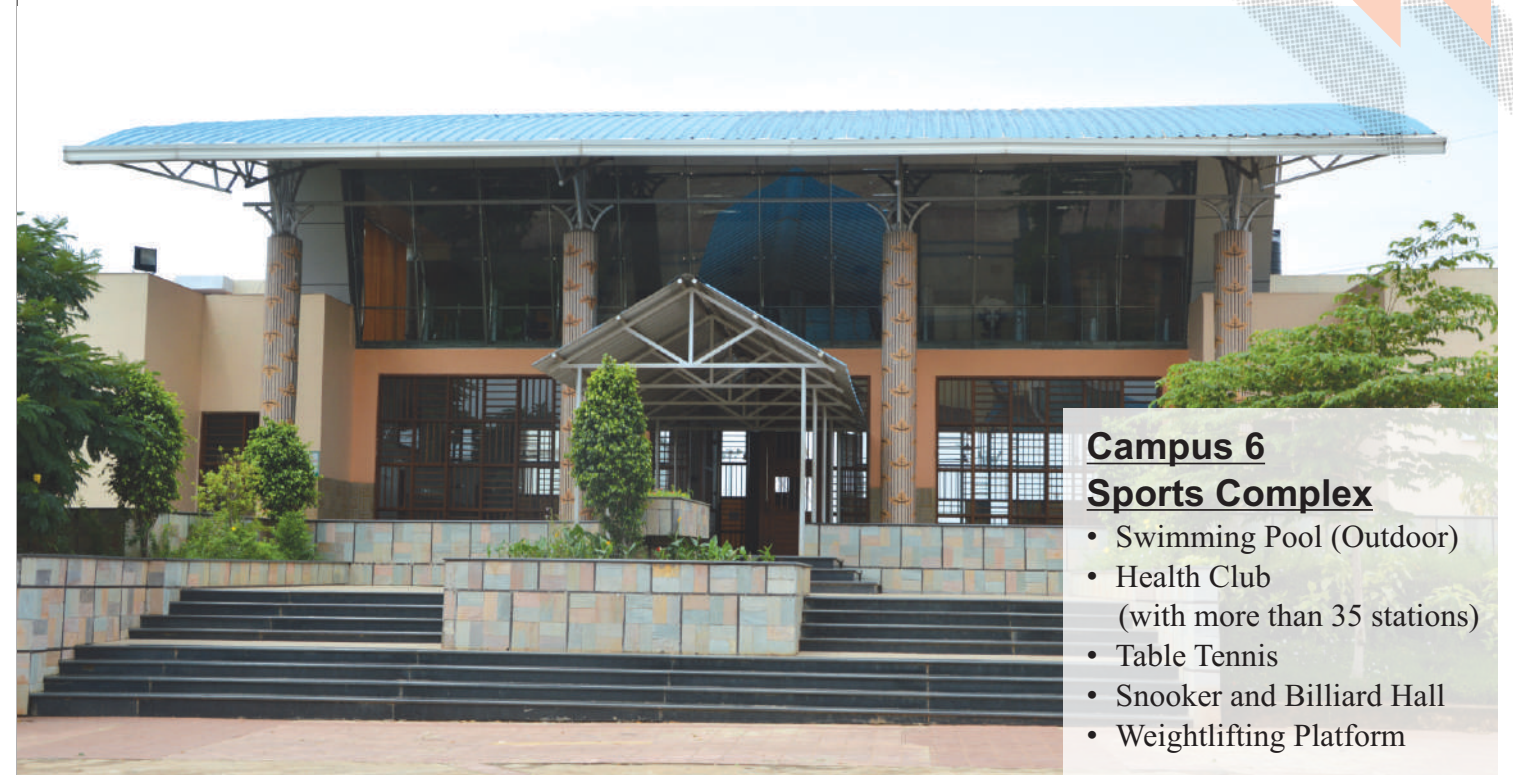 Campus 6
Sports Complex
• Swimming Pool (Outdoor)
• Health Club
(with more than 35 stations)
• Table Tennis
• Snooker and Billiard Hall
• Weightlifting Platform